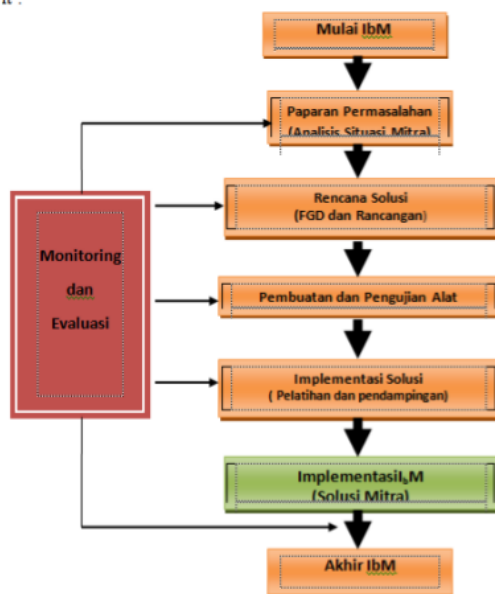 Mulai IbM
Paparan Permasalahan
(Analisis Situasi Mitra)
Rencana Solusi
(FGD dan Rancangan)
Monitoring
dan
Evaluasi
Pembuatan dan Pengujian Alat
Implementasi Solusi
( Pelatihan dan pendampingan)
ImplementasiIbM
(Solusi Mitra)
Akhir IbM